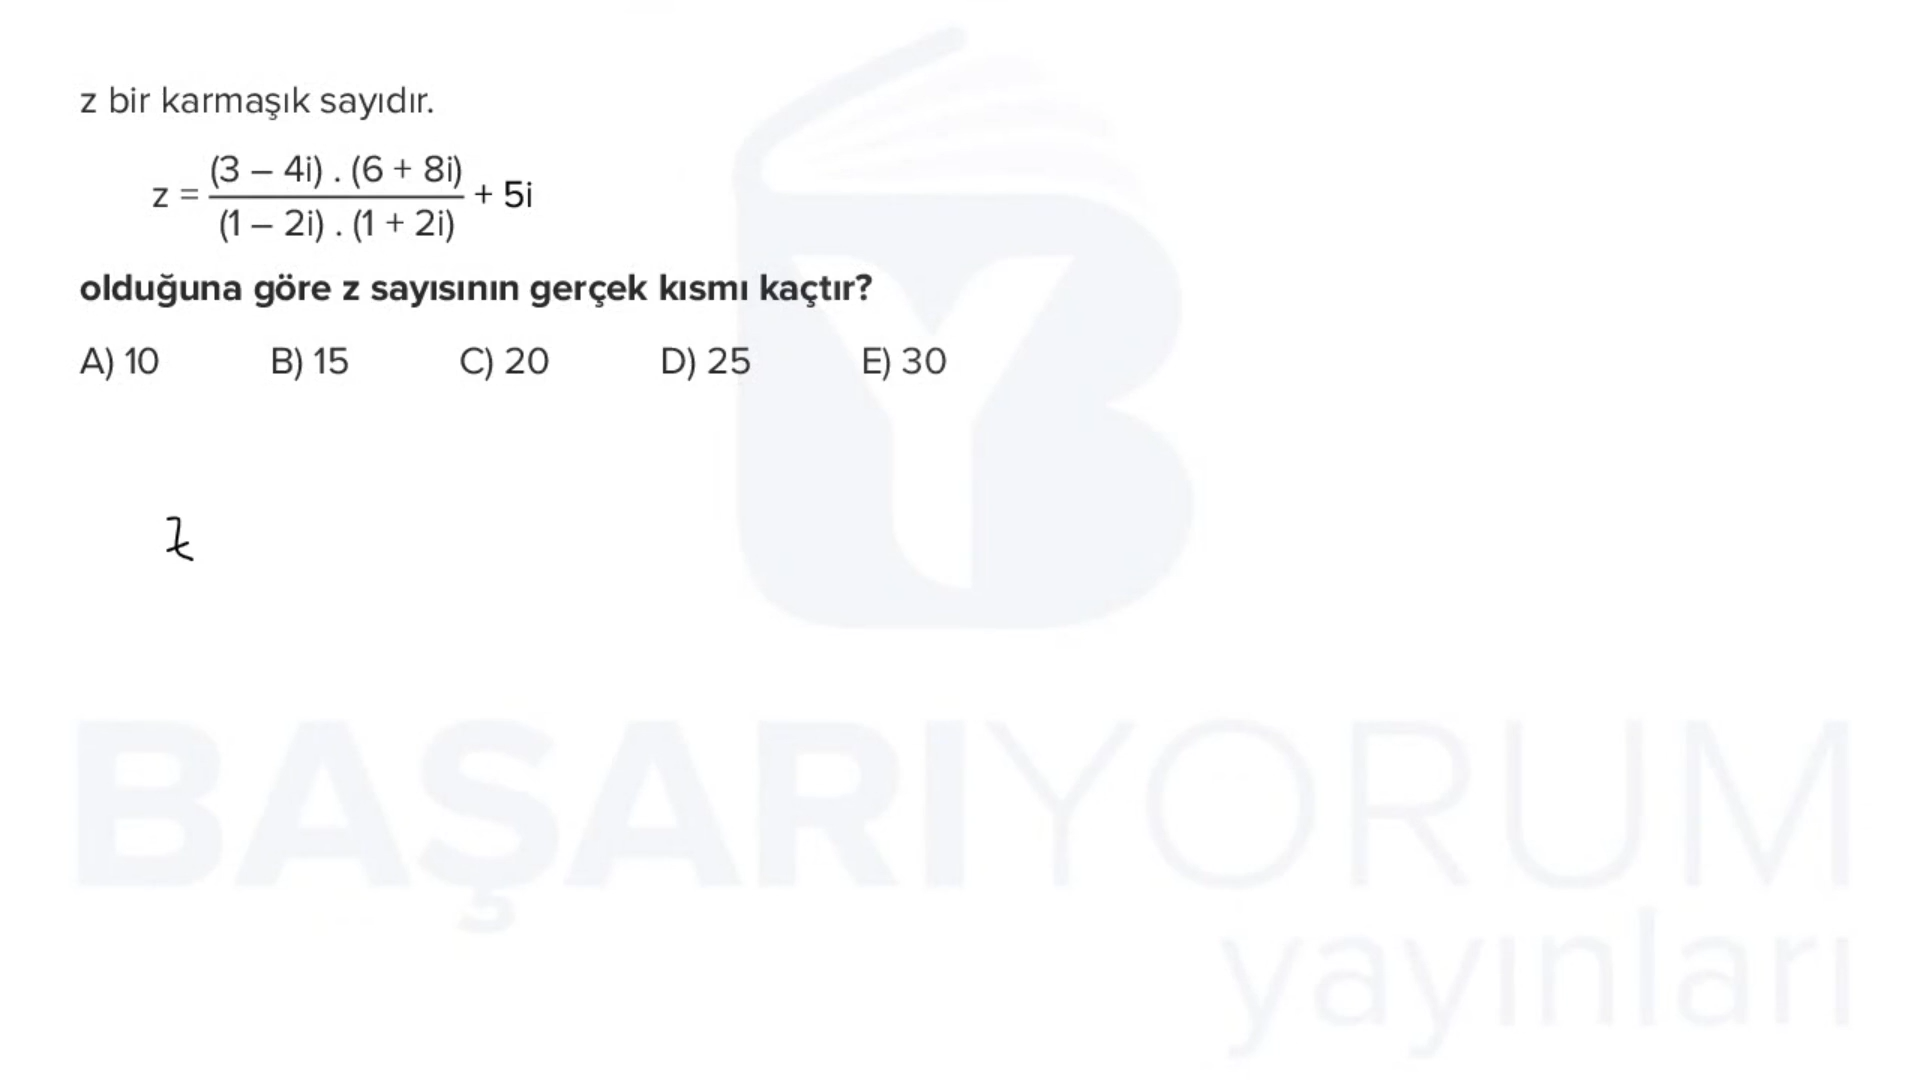 z bir karmaşık sayıdır.
z = (3 – 4i) . (6 + 8i) / (1 – 2i) . (1 + 2i) + 5i
olduğuna göre z sayısının gerçek kısmı kaçtır?
A) 10 B) 15 C) 20 D) 25 E) 30
z
BAŞARIYORUM
yayınları